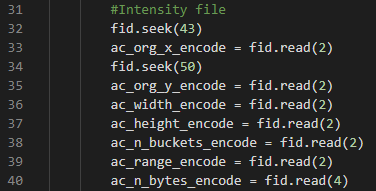 31 #Intensity file
32 fid.seek(43)
33 ac_org_x_encode = fid.read(2)
34 fid.seek(50)
35 ac_org_y_encode = fid.read(2)
36 ac_width_encode = fid.read(2)
37 ac_height_encode = fid.read(2)
38 ac_n_buckets_encode = fid.read(2)
39 ac_range_encode = fid.read(2)
40 ac_n_bytes_encode = fid.read(4)